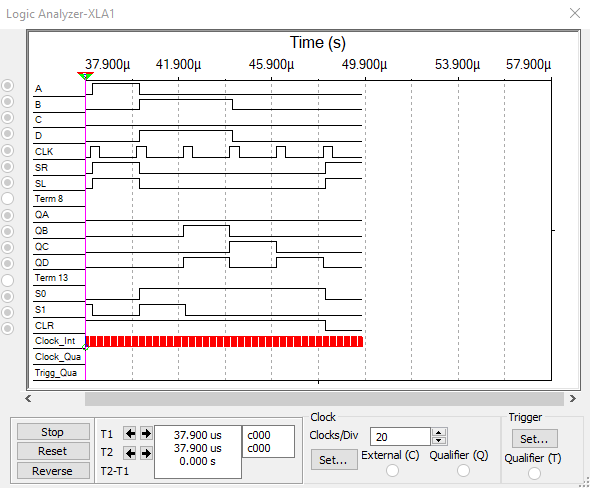 Logic Analyzer-XLA1
Time (s)
37.900µ 41.900µ 45.900µ 49.900µ 53.900µ 57.900µ
A
B
C
D
CLK
SR
SL
Term 8
QA
QB
QC
QD
Term 13
S0
S1
CLR
Clock_Int
Clock_Qua
Trigg_Qua
Stop
Reset
Reverse
T1 37.900 us c000
T2 37.900 us c000
T2-T1 0.000 s
Clock
Clocks/Div 20
Set... External (C) Qualifier (Q)
Trigger
Set...
Qualifier (T)